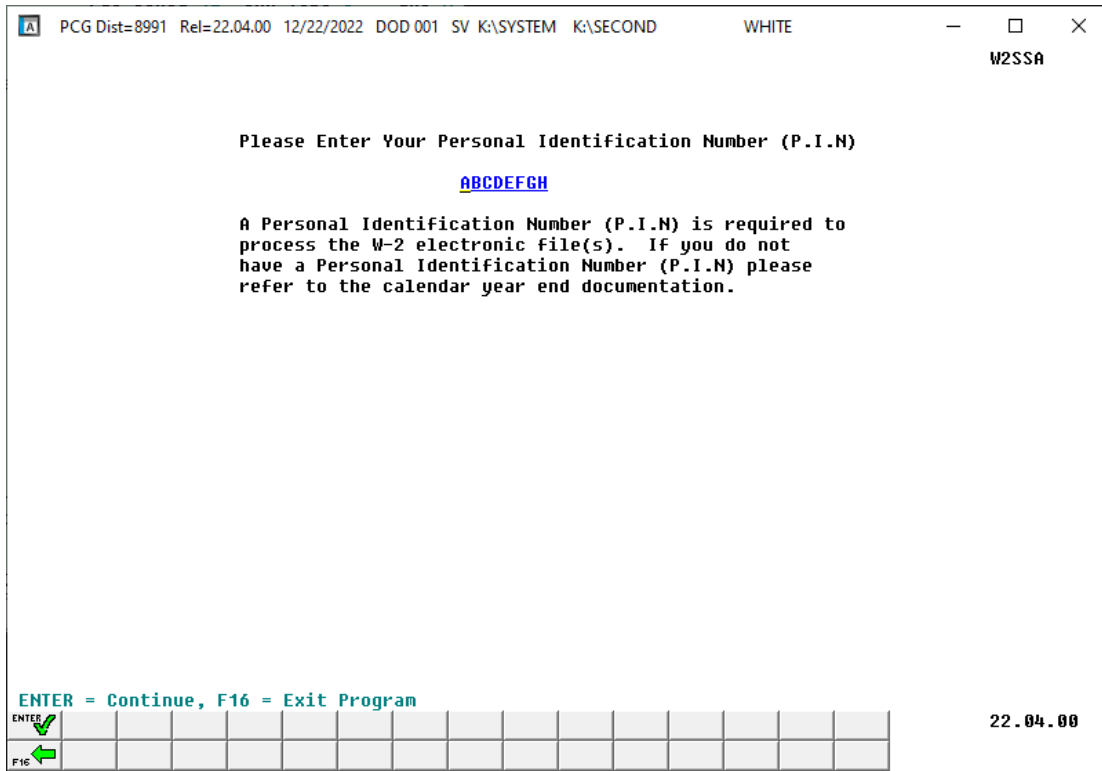 A PCG Dist=8991 Rel=22.04.00 12/22/2022 DOD 001 SV K:\SYSTEM K:\SECOND WHITE
W2SSA
Please Enter Your Personal Identification Number (P.I.N)
ABCDEFGH
A Personal Identification Number (P.I.N) is required to
process the W-2 electronic file(s). If you do not
have a Personal Identification Number (P.I.N) please
refer to the calendar year end documentation.
ENTER = Continue, F16 = Exit Program
ENTER
22.04.00
F16